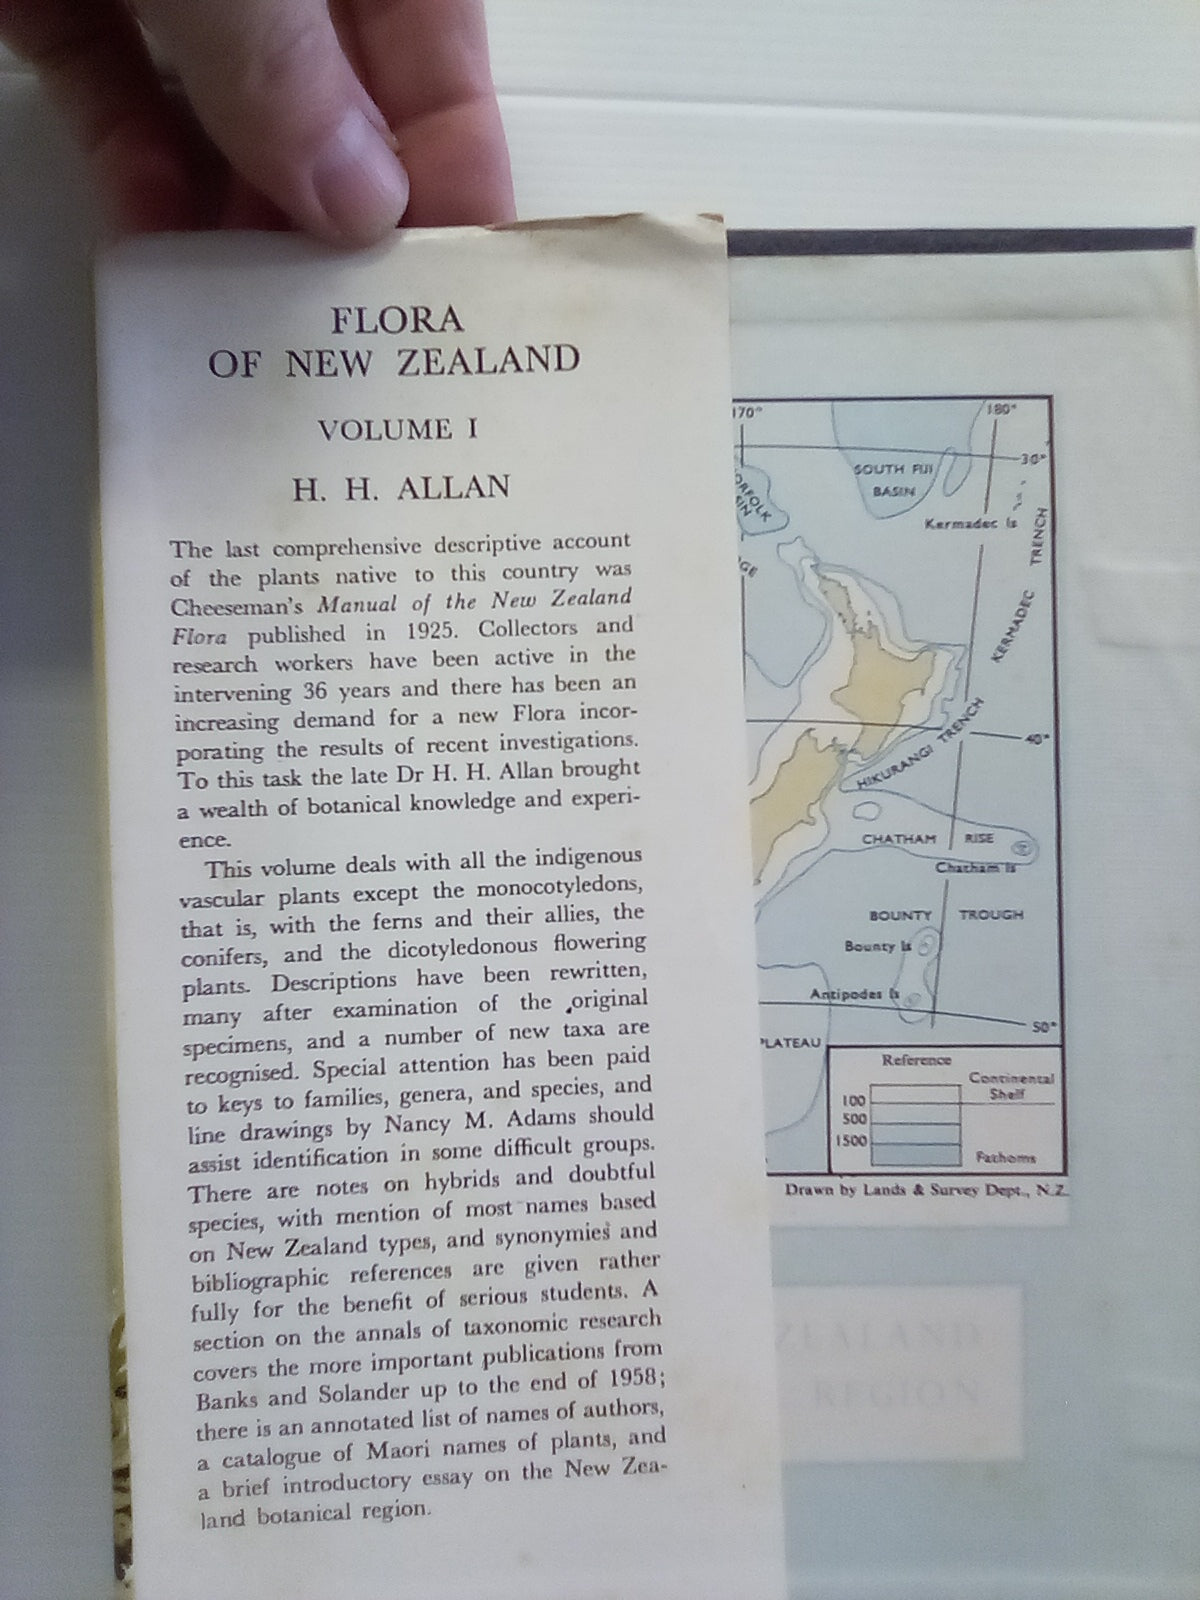 FLORA
OF NEW ZEALAND
VOLUME I
H. H. ALLAN
The last comprehensive descriptive account
of the plants native to this country was
Cheeseman's Manual of the New Zealand
Flora published in 1925. Collectors and
research workers have been active in the
intervening 36 years and there has been an
increasing demand for a new Flora incor-
porating the results of recent investigations.
To this task the late Dr H. H. Allan brought
a wealth of botanical knowledge and experi-
ence.
This volume deals with all the indigenous
vascular plants except the monocotyledons,
that is, with the ferns and their allies, the
conifers, and the dicotyledonous flowering
plants. Descriptions have been rewritten,
many after examination of the original
specimens, and a number of new taxa are
recognised. Special attention has been paid
to keys to families, genera, and species, and
line drawings by Nancy M. Adams should
assist identification in some difficult groups.
There are notes on hybrids and doubtful
species, with mention of most names based
on New Zealand types, and synonymies and
bibliographic references are given rather
fully for the benefit of serious students. A
section on the annals of taxonomic research
covers the more important publications from
Banks and Solander up to the end of 1958;
there is an annotated list of names of authors,
a catalogue of Maori names of plants, and
a brief introductory essay on the New Zea-
land botanical region.
170°
180°
30°
SOUTH FIJI
BASIN
Kermadec Is
KERMADEC TRENCH
40°
HIKURANGI TRENCH
CHATHAM RISE
Chatham Is
BOUNTY TROUGH
Bounty Is
Antipodes Is
50°
PLATEAU
Reference
Continental
Shelf
100
500
1500
Fathoms
Drawn by Lands & Survey Dept., N.Z.
ZEALAND
REGION